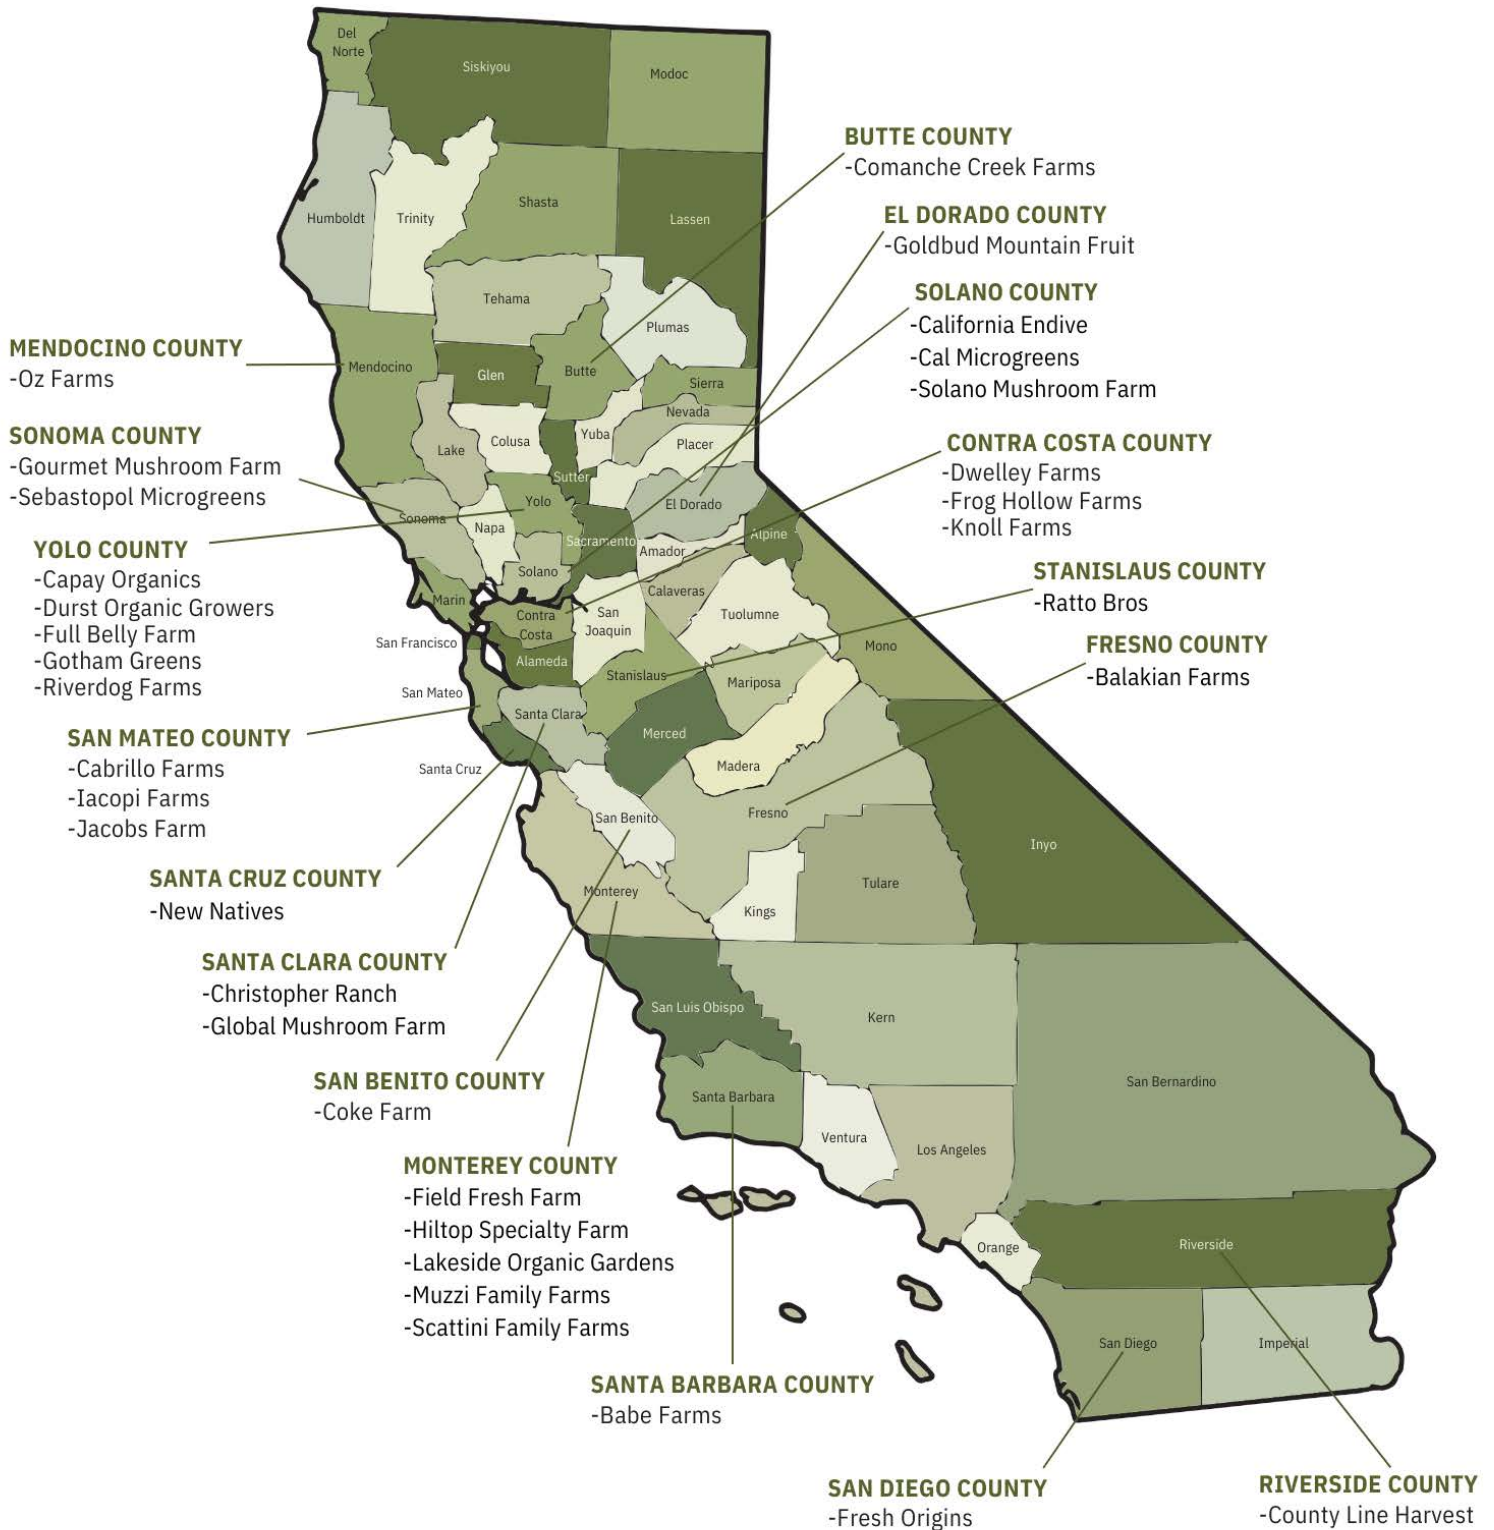 Del
Norte
Siskiyou
Modoc
Humboldt
Trinity
Shasta
Lassen
Tehama
Plumas
Mendocino
Glen
Butte
Sierra
Nevada
Lake
Colusa
Yuba
Placer
Sutter
Yolo
El Dorado
Sonoma
Napa
Sacramento
Amador
Alpine
Solano
Calaveras
Marin
Contra
Costa
San
Joaquin
Tuolumne
San Francisco
Alameda
Mono
Stanislaus
Mariposa
San Mateo
Santa Clara
Merced
Madera
Santa Cruz
San Benito
Fresno
Inyo
Monterey
Kings
Tulare
San Luis Obispo
Kern
San Bernardino
Santa Barbara
Ventura
Los Angeles
Orange
Riverside
San Diego
Imperial
BUTTE COUNTY
-Comanche Creek Farms
EL DORADO COUNTY
-Goldbud Mountain Fruit
SOLANO COUNTY
-California Endive
-Cal Microgreens
-Solano Mushroom Farm
CONTRA COSTA COUNTY
-Dwelley Farms
-Frog Hollow Farms
-Knoll Farms
STANISLAUS COUNTY
-Ratto Bros
FRESNO COUNTY
-Balakian Farms
MENDOCINO COUNTY
-Oz Farms
SONOMA COUNTY
-Gourmet Mushroom Farm
-Sebastopol Microgreens
YOLO COUNTY
-Capay Organics
-Durst Organic Growers
-Full Belly Farm
-Gotham Greens
-Riverdog Farms
SAN MATEO COUNTY
-Cabrillo Farms
-Iacopi Farms
-Jacobs Farm
SANTA CRUZ COUNTY
-New Natives
SANTA CLARA COUNTY
-Christopher Ranch
-Global Mushroom Farm
SAN BENITO COUNTY
-Coke Farm
MONTEREY COUNTY
-Field Fresh Farm
-Hiltop Specialty Farm
-Lakeside Organic Gardens
-Muzzi Family Farms
-Scattini Family Farms
SANTA BARBARA COUNTY
-Babe Farms
SAN DIEGO COUNTY
-Fresh Origins
RIVERSIDE COUNTY
-County Line Harvest